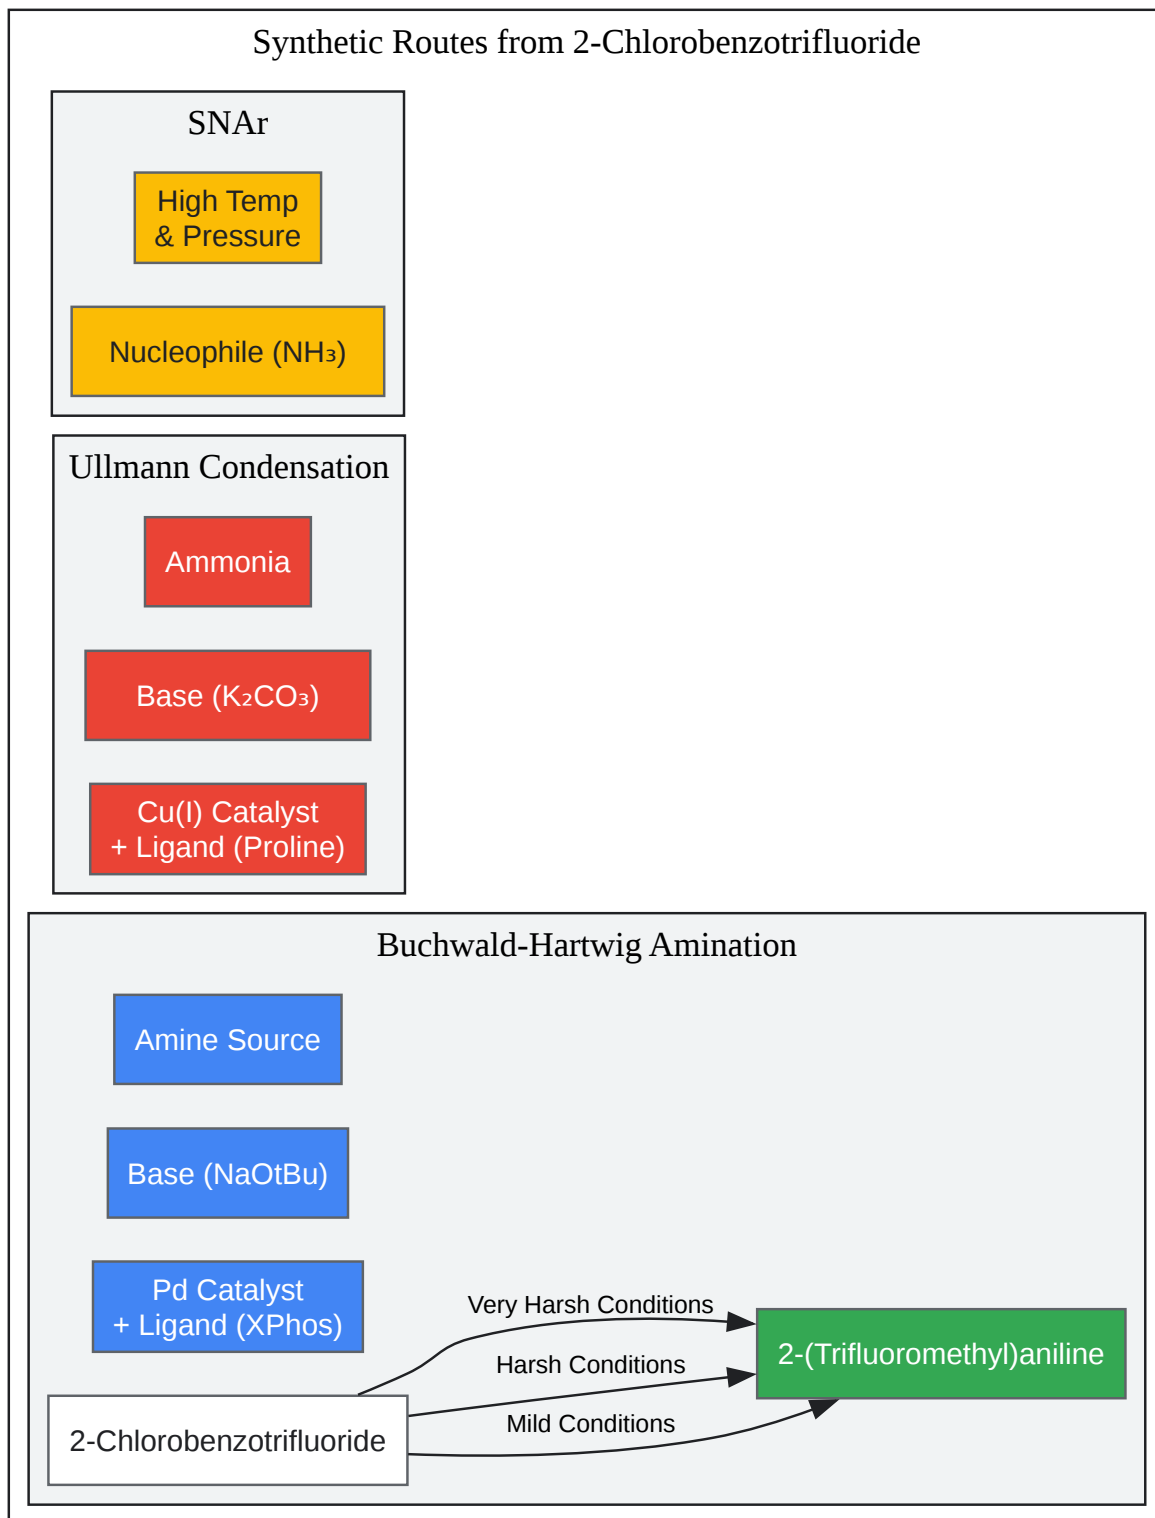 Synthetic Routes from 2-Chlorobenzotrifluoride
SNAr
High Temp
& Pressure
Nucleophile (NH₃)
Ullmann Condensation
Ammonia
Base (K₂CO₃)
Cu(I) Catalyst
+ Ligand (Proline)
Buchwald-Hartwig Amination
Amine Source
Base (NaOtBu)
Pd Catalyst
+ Ligand (XPhos)
Very Harsh Conditions
Harsh Conditions
Mild Conditions
2-(Trifluoromethyl)aniline
2-Chlorobenzotrifluoride